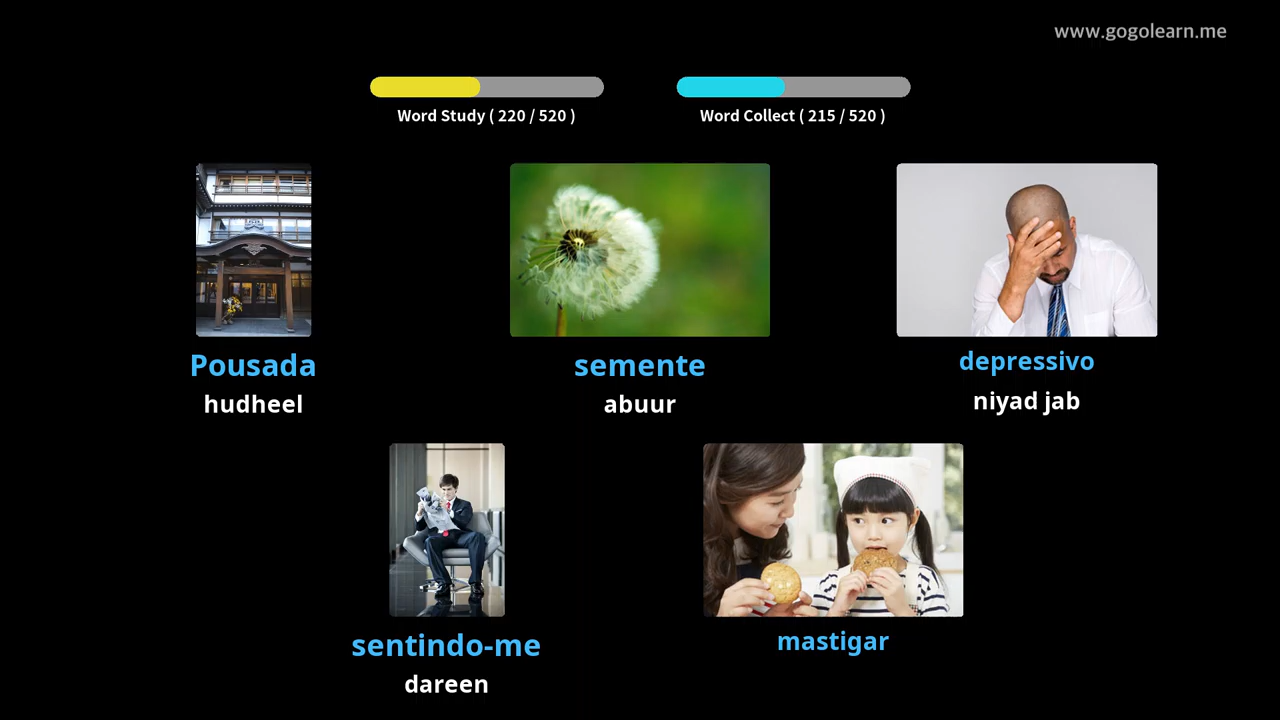 www.gogolearn.me
Word Study ( 220 / 520 )
Word Collect ( 215 / 520 )
Pousada
hudheel
semente
abuur
depressivo
niyad jab
sentindo-me
dareen
mastigar